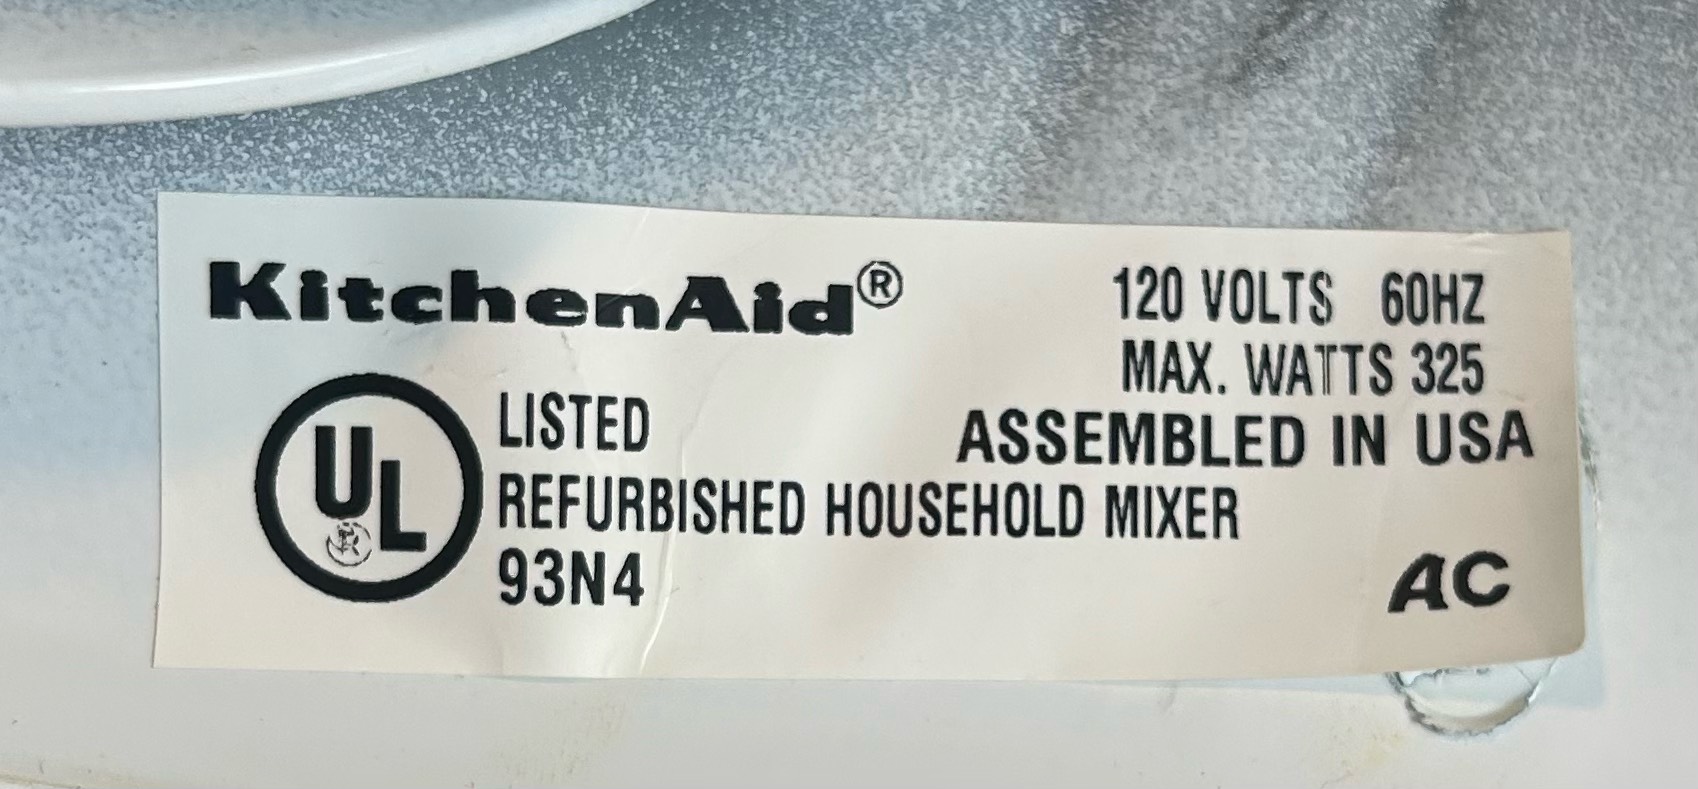 KitchenAid®
120 VOLTS 60HZ
MAX. WATTS 325
ASSEMBLED IN USA
UL
LISTED
REFURBISHED HOUSEHOLD MIXER
93N4
AC